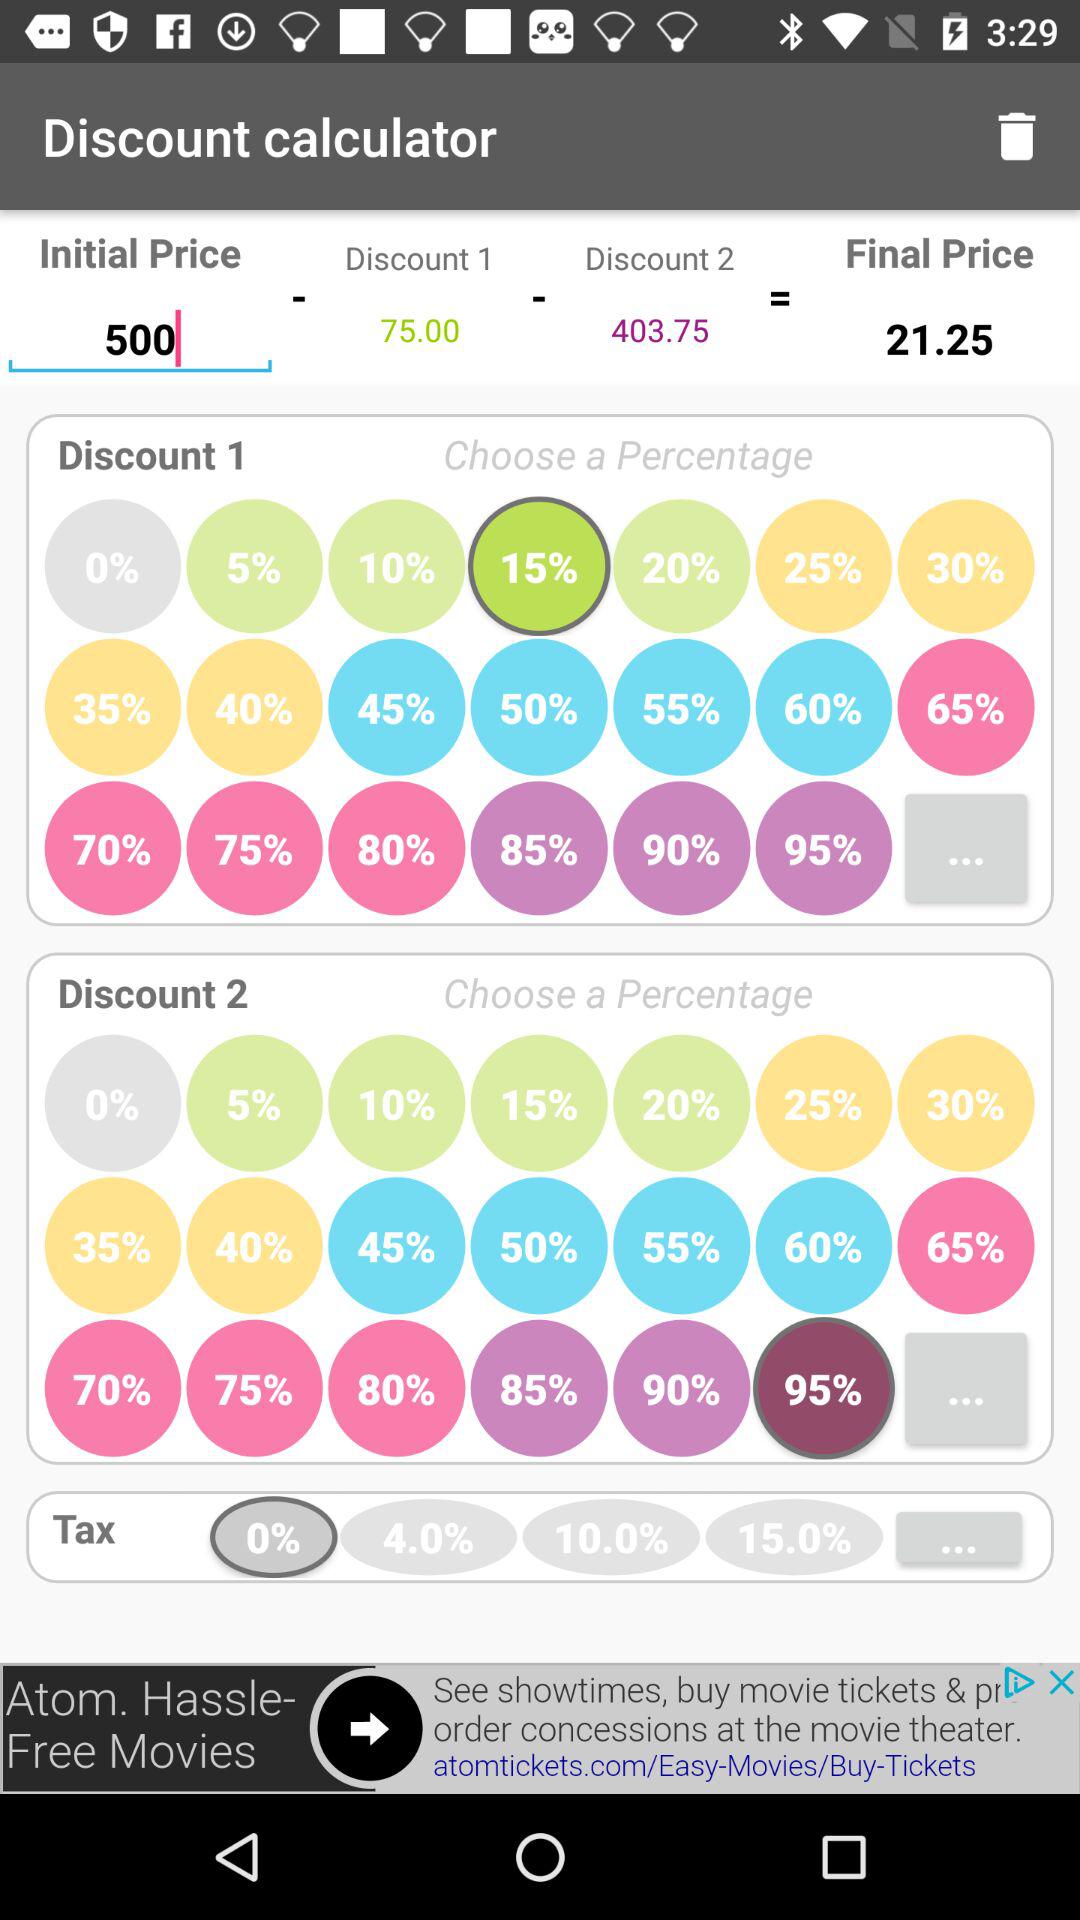 3:29
Discount calculator
Initial Price Discount 1 Discount 2 Final Price
- - =
500 75.00 403.75 21.25
Discount 1 Choose a Percentage
0% 5% 10% 15% 20% 25% 30%
35% 40% 45% 50% 55% 60% 65%
70% 75% 80% 85% 90% 95% ...
Discount 2 Choose a Percentage
0% 5% 10% 15% 20% 25% 30%
35% 40% 45% 50% 55% 60% 65%
70% 75% 80% 85% 90% 95% ...
Tax 0% 4.0% 10.0% 15.0% ...
Atom. Hassle-
Free Movies
See showtimes, buy movie tickets &
order concessions at the movie theater.
atomtickets.com/Easy-Movies/Buy-Tickets